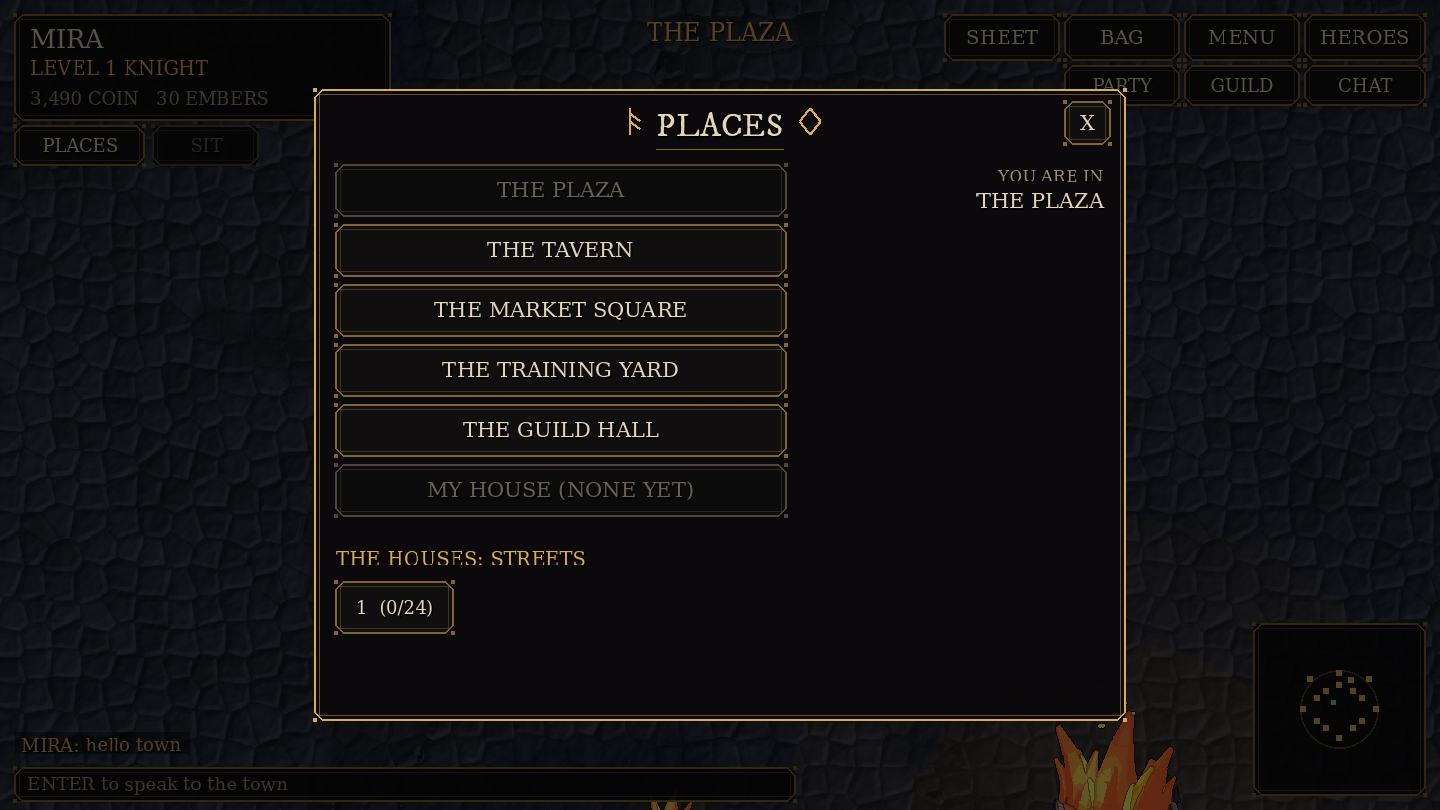 MIRA
LEVEL 1 KNIGHT
3,490 COIN 30 EMBERS
PLACES
SIT
THE PLAZA
SHEET
BAG
MENU
HEROES
PARTY
GUILD
CHAT
PLACES
X
YOU ARE IN
THE PLAZA
THE PLAZA
THE TAVERN
THE MARKET SQUARE
THE TRAINING YARD
THE GUILD HALL
MY HOUSE (NONE YET)
THE HOUSES: STREETS
1 (0/24)
MIRA: hello town
ENTER to speak to the town